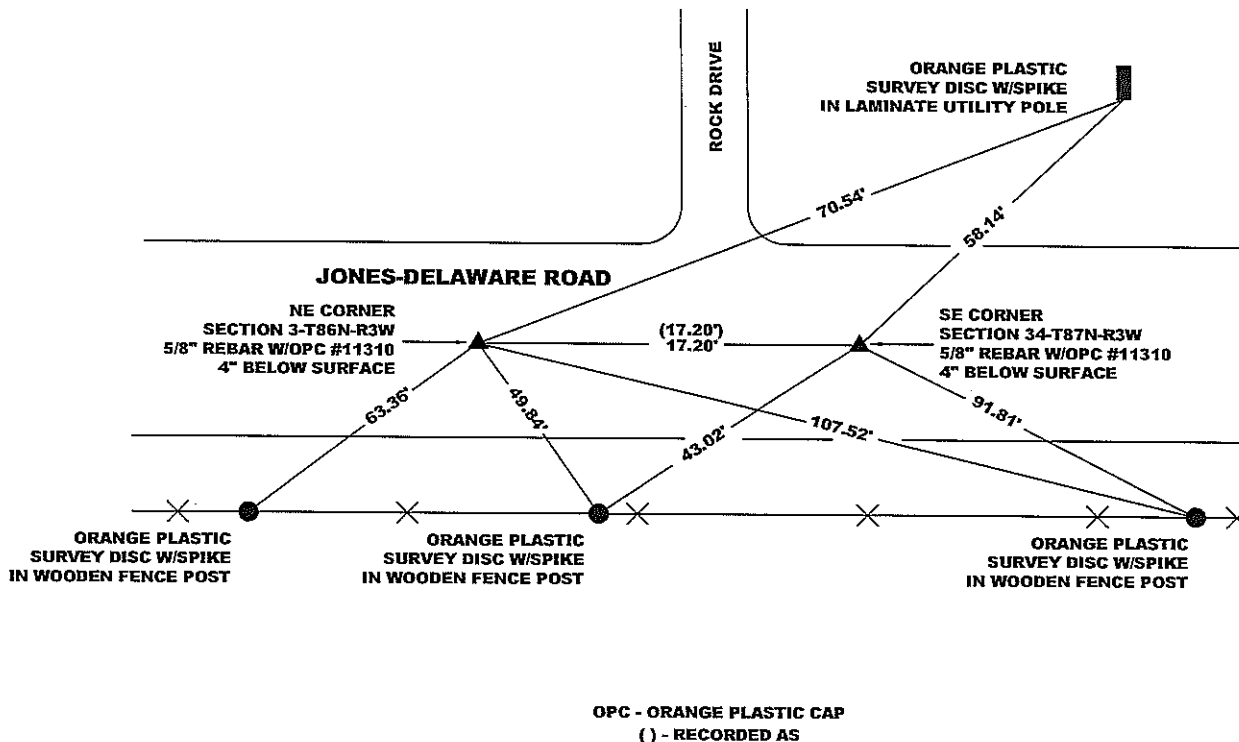 ROCK DRIVE
ORANGE PLASTIC
SURVEY DISC W/SPIKE
IN LAMINATE UTILITY POLE
70.54'
58.14'
JONES-DELAWARE ROAD
NE CORNER
SECTION 3-T86N-R3W
5/8" REBAR W/OPC #11310
4" BELOW SURFACE
(17.20')
17.20'
SE CORNER
SECTION 34-T87N-R3W
5/8" REBAR W/OPC #11310
4" BELOW SURFACE
63.36'
49.84'
43.02'
107.52'
91.81'
ORANGE PLASTIC
SURVEY DISC W/SPIKE
IN WOODEN FENCE POST
ORANGE PLASTIC
SURVEY DISC W/SPIKE
IN WOODEN FENCE POST
ORANGE PLASTIC
SURVEY DISC W/SPIKE
IN WOODEN FENCE POST
OPC - ORANGE PLASTIC CAP
( ) - RECORDED AS